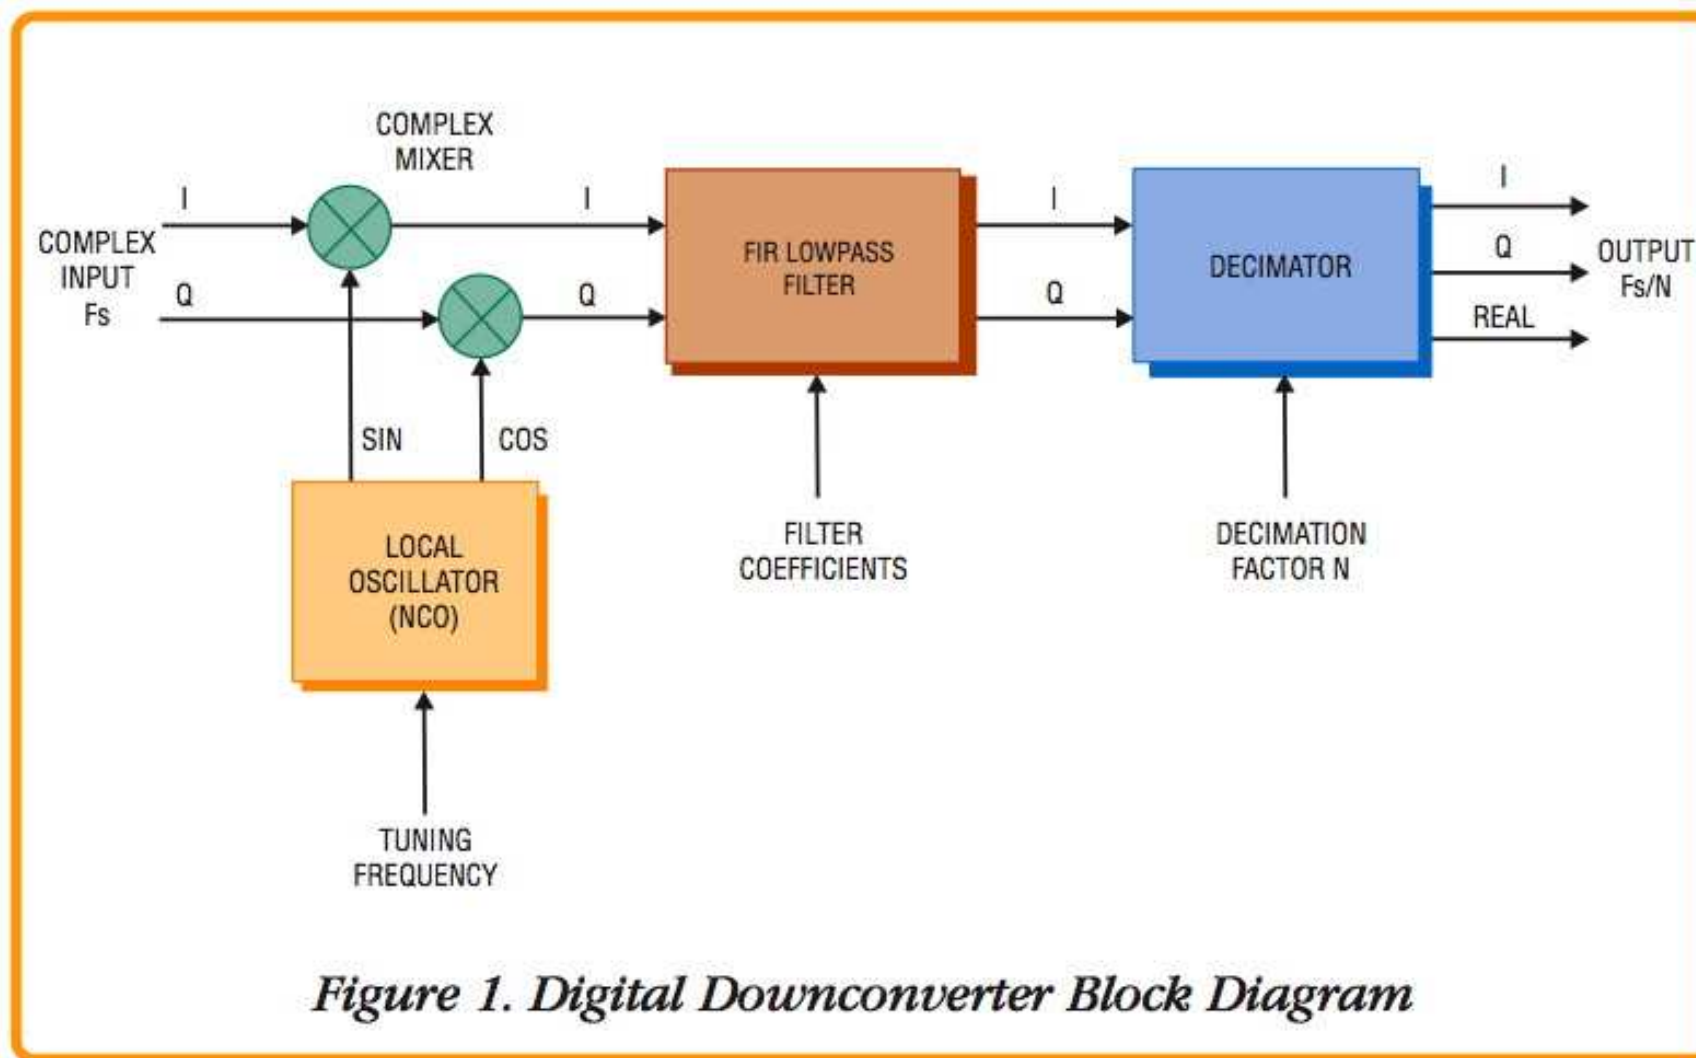 COMPLEX
MIXER
I
I
I
I
COMPLEX
INPUT
Fs
Q
Q
Q
Q
FIR LOWPASS
FILTER
DECIMATOR
OUTPUT
Fs/N
REAL
SIN
COS
LOCAL
OSCILLATOR
(NCO)
FILTER
COEFFICIENTS
DECIMATION
FACTOR N
TUNING
FREQUENCY
Figure 1. Digital Downconverter Block Diagram